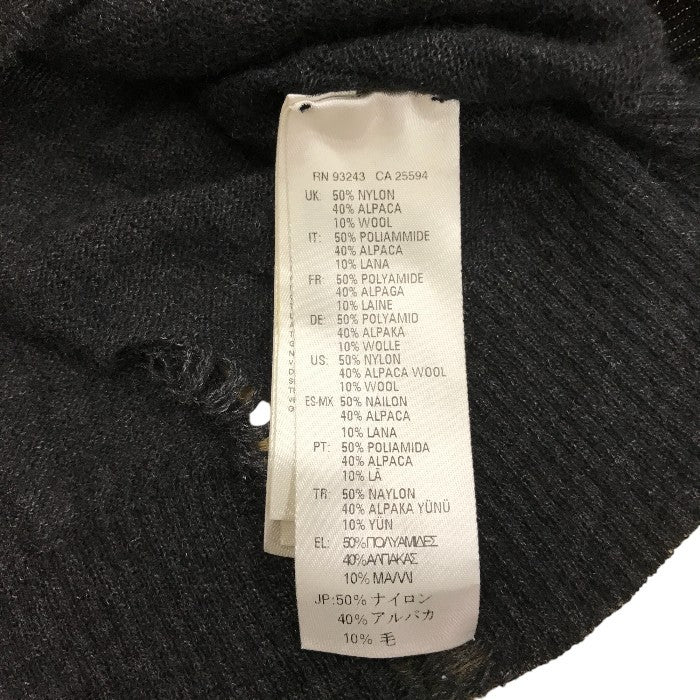 RN 93243 CA 25594
UK: 50% NYLON
40% ALPACA
10% WOOL
IT: 50% POLIAMMIDE
40% ALPACA
10% LANA
FR: 50% POLYAMIDE
40% ALPAGA
10% LAINE
DE: 50% POLYAMID
40% ALPAKA
10% WOLLE
US: 50% NYLON
40% ALPACA WOOL
10% WOOL
ES-MX: 50% NAILON
40% ALPACA
10% LANA
PT: 50% POLIAMIDA
40% ALPACA
10% LÃ
TR: 50% NAYLON
40% ALPAKA YÜNÜ
10% YÜN
EL: 50% ΠΟΛΥΑΜΙΔΕΣ
40% ΑΛΠΑΚΑΣ
10% ΜΑΛΛΙ
JP:50% ナイロン
40% アルパカ
10% 毛